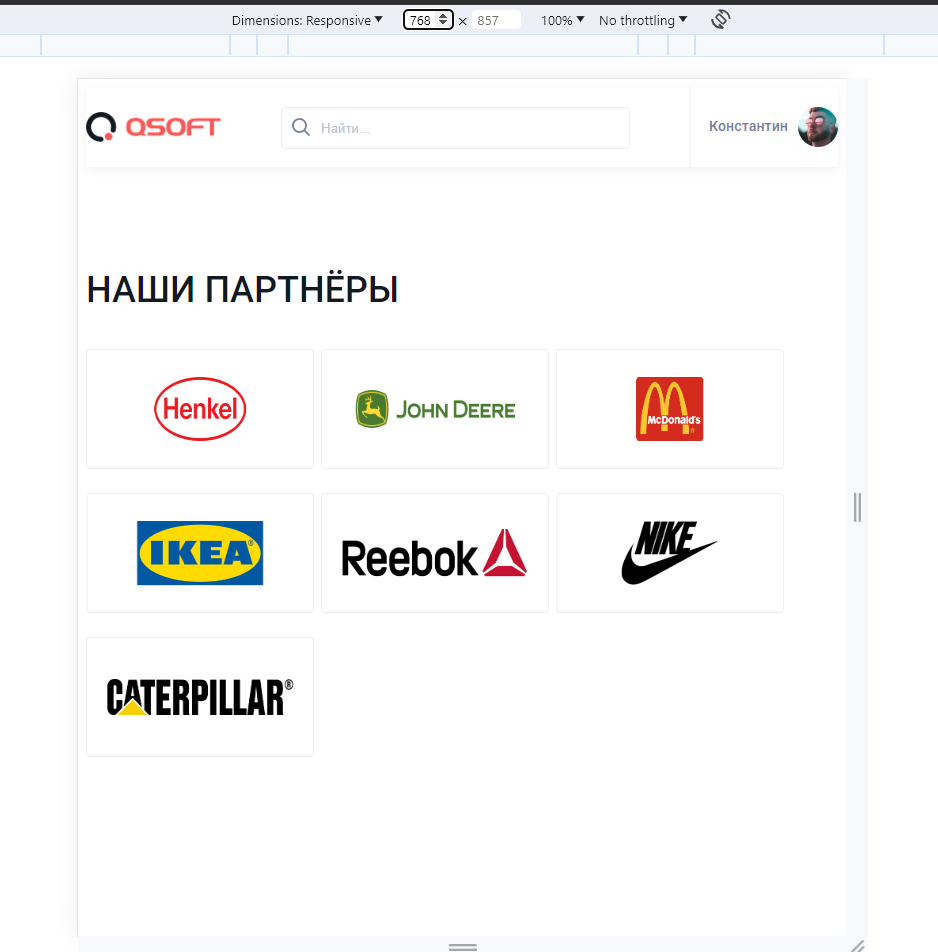 Dimensions: Responsive 768 × 857 100% No throttling
QSOFT Найти... Константин
НАШИ ПАРТНЁРЫ
Henkel JOHN DEERE McDonald's
IKEA® Reebok NIKE
CATERPILLAR®